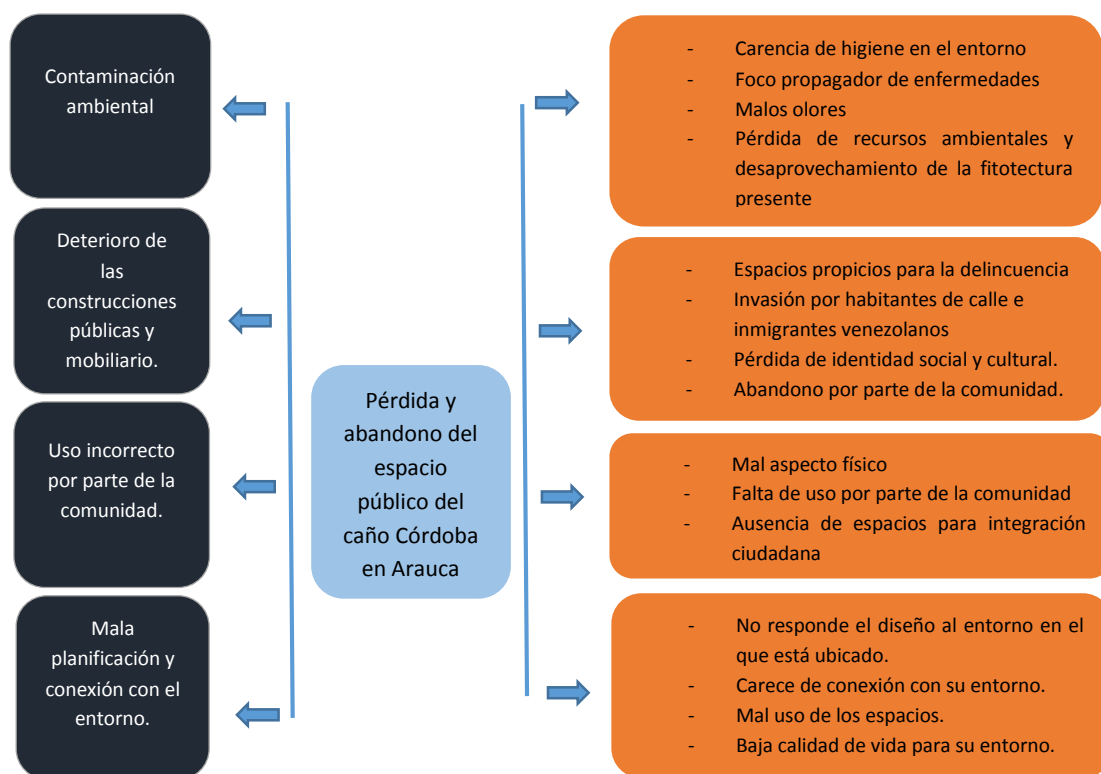 Contaminación
ambiental
Deterioro de
las
construcciones
públicas y
mobiliario.
Uso incorrecto
por parte de la
comunidad.
Mala
planificación y
conexión con el
entorno.
Pérdida y
abandono del
espacio
público del
caño Córdoba
en Arauca
- Carencia de higiene en el entorno
- Foco propagador de enfermedades
- Malos olores
- Pérdida de recursos ambientales y
desaprovechamiento de la fitotectura
presente
- Espacios propicios para la delincuencia
- Invasión por habitantes de calle e
inmigrantes venezolanos
- Pérdida de identidad social y cultural.
- Abandono por parte de la comunidad.
- Mal aspecto físico
- Falta de uso por parte de la comunidad
- Ausencia de espacios para integración
ciudadana
- No responde el diseño al entorno en el
que está ubicado.
- Carece de conexión con su entorno.
- Mal uso de los espacios.
- Baja calidad de vida para su entorno.